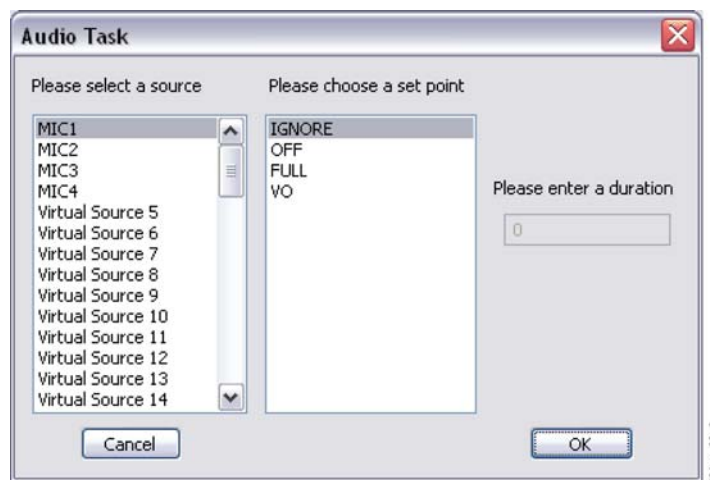 Audio Task
Please select a source
MIC1
MIC2
MIC3
MIC4
Virtual Source 5
Virtual Source 6
Virtual Source 7
Virtual Source 8
Virtual Source 9
Virtual Source 10
Virtual Source 11
Virtual Source 12
Virtual Source 13
Virtual Source 14
Please choose a set point
IGNORE
OFF
FULL
VO
Please enter a duration
0
Cancel
OK